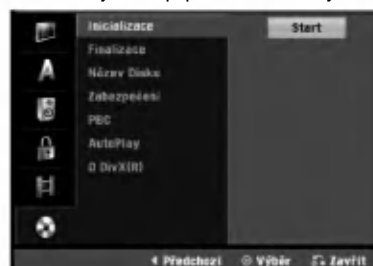 Inicializace Start
Finalizace
A
Název Disku
Zabezpečení
PBC
AutoPlay
O DivX(R)
Předchozí Výběr Zavřít